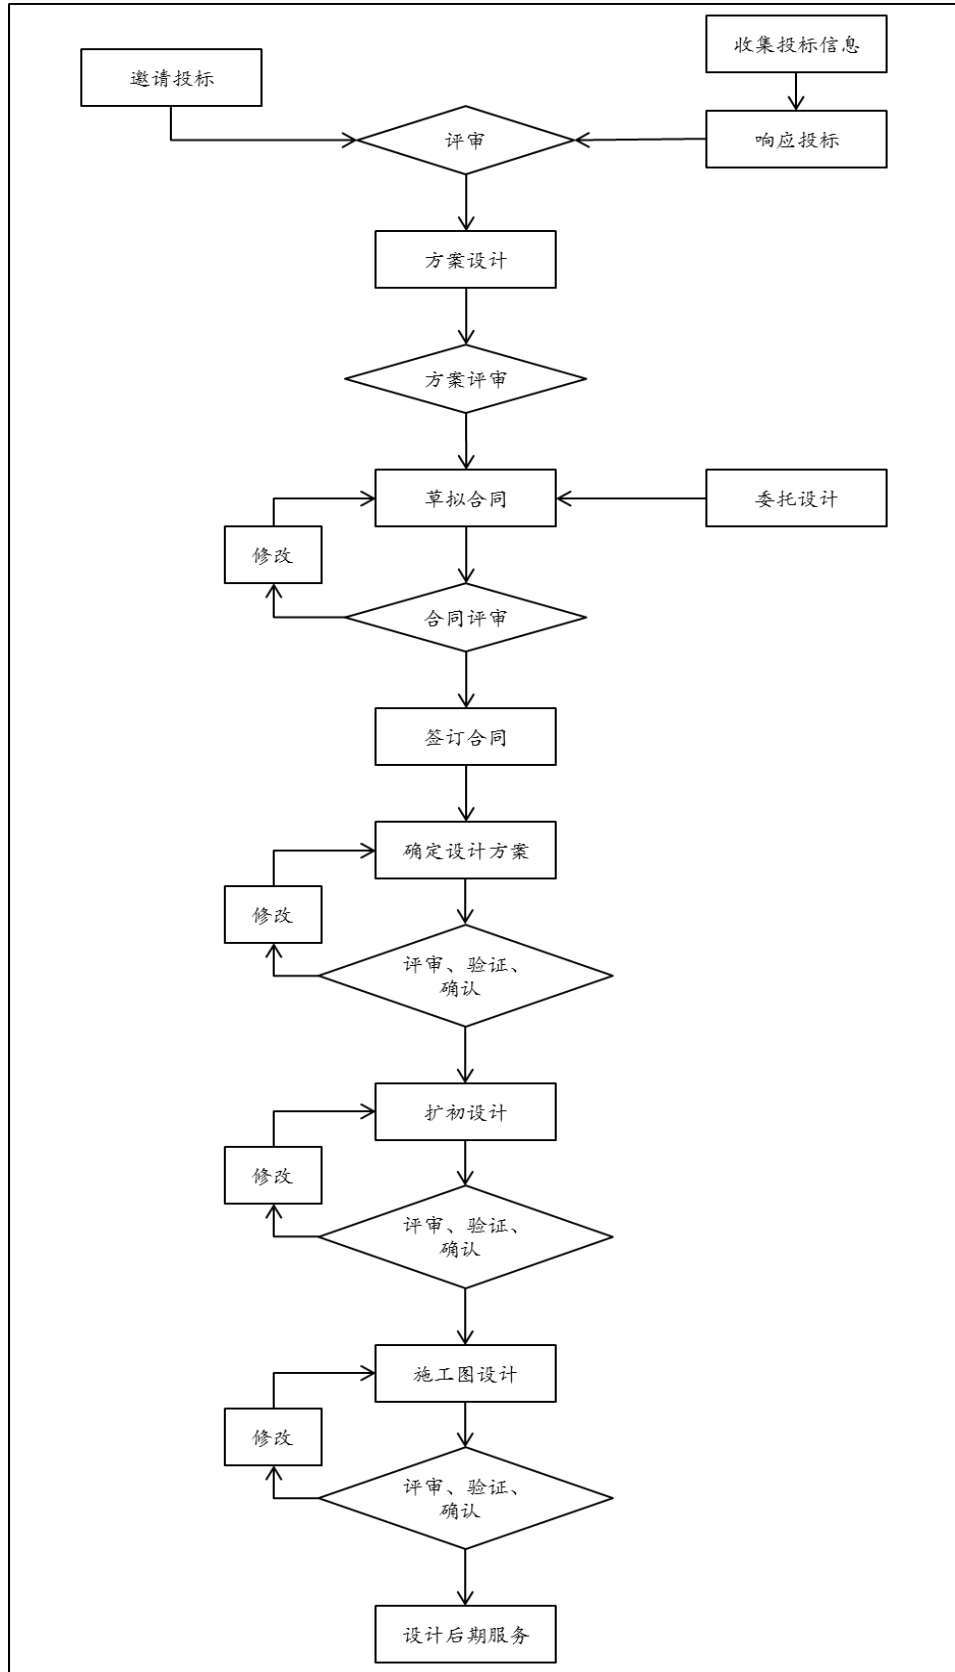 收集投标信息
邀请投标
评审
响应投标
方案设计
方案评审
草拟合同
委托设计
修改
合同评审
签订合同
确定设计方案
修改
评审、验证、
确认
扩初设计
修改
评审、验证、
确认
施工图设计
修改
评审、验证、
确认
设计后期服务